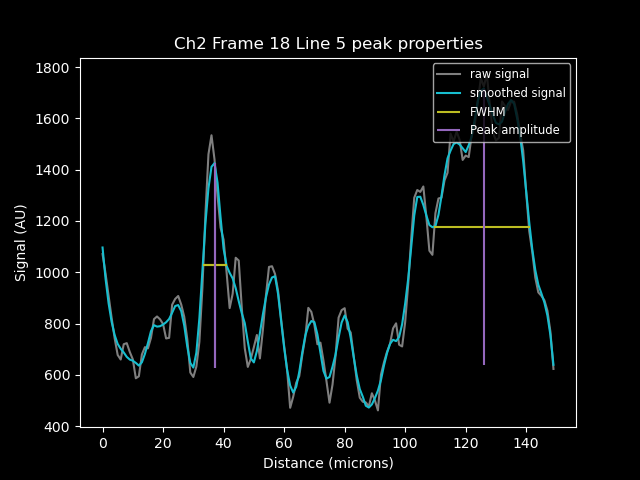 Ch2 Frame 18 Line 5 peak properties
raw signal
smoothed signal
FWHM
Peak amplitude
Signal (AU)
1800
1600
1400
1200
1000
800
600
400
0 20 40 60 80 100 120 140
Distance (microns)